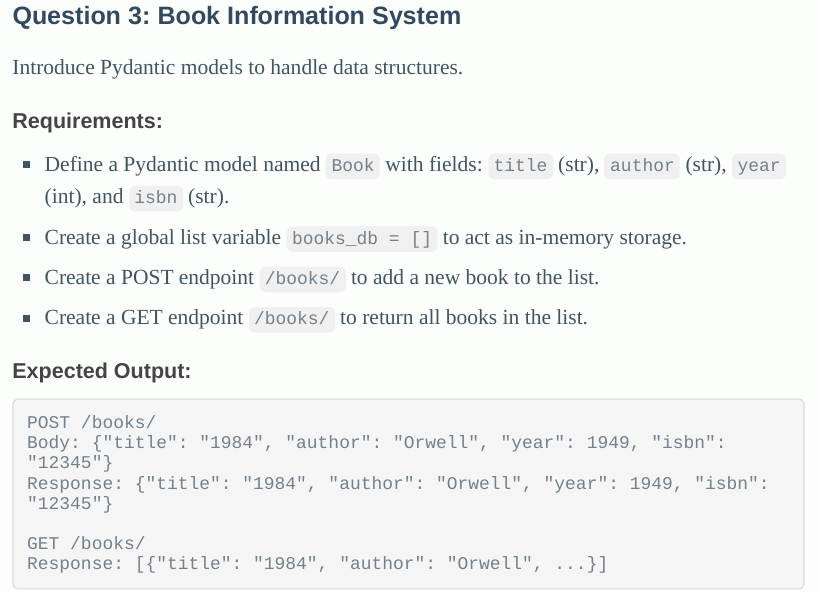 Question 3: Book Information System
Introduce Pydantic models to handle data structures.
Requirements:
Define a Pydantic model named Book with fields: title (str), author (str), year
(int), and isbn (str).
Create a global list variable books_db = [] to act as in-memory storage.
Create a POST endpoint /books/ to add a new book to the list.
Create a GET endpoint /books/ to return all books in the list.
Expected Output:
POST /books/
Body: {"title": "1984", "author": "Orwell", "year": 1949, "isbn":
"12345"}
Response: {"title": "1984", "author": "Orwell", "year": 1949, "isbn":
"12345"}
GET /books/
Response: [{"title": "1984", "author": "Orwell", ...}]